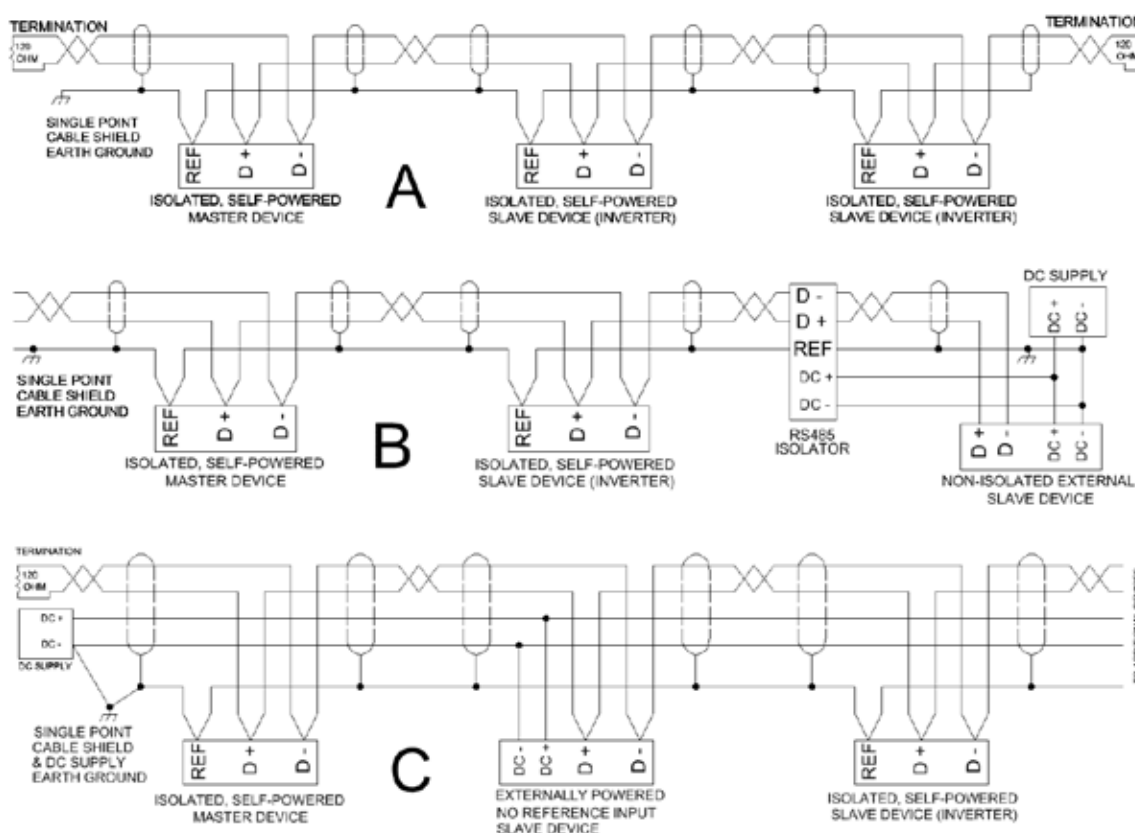 TERMINATION
120
OHM
SINGLE POINT
CABLE SHIELD
EARTH GROUND
REF
D +
D -
ISOLATED, SELF-POWERED
MASTER DEVICE
A
REF
D +
D -
ISOLATED, SELF-POWERED
SLAVE DEVICE (INVERTER)
REF
D +
D -
ISOLATED, SELF-POWERED
SLAVE DEVICE (INVERTER)
TERMINATION
120
OHM
SINGLE POINT
CABLE SHIELD
EARTH GROUND
REF
D +
D -
ISOLATED, SELF-POWERED
MASTER DEVICE
B
REF
D +
D -
ISOLATED, SELF-POWERED
SLAVE DEVICE (INVERTER)
D -
D +
REF
DC +
DC -
RS485
ISOLATOR
DC SUPPLY
DC +
DC -
D +
D -
DC +
DC -
NON-ISOLATED EXTERNAL
SLAVE DEVICE
TERMINATION
120
OHM
DC +
DC -
DC SUPPLY
SINGLE POINT
CABLE SHIELD
& DC SUPPLY
EARTH GROUND
REF
D +
D -
ISOLATED, SELF-POWERED
MASTER DEVICE
C
DC -
DC +
D +
D -
EXTERNALLY POWERED
NO REFERENCE INPUT
SLAVE DEVICE
REF
D +
D -
ISOLATED, SELF-POWERED
SLAVE DEVICE (INVERTER)